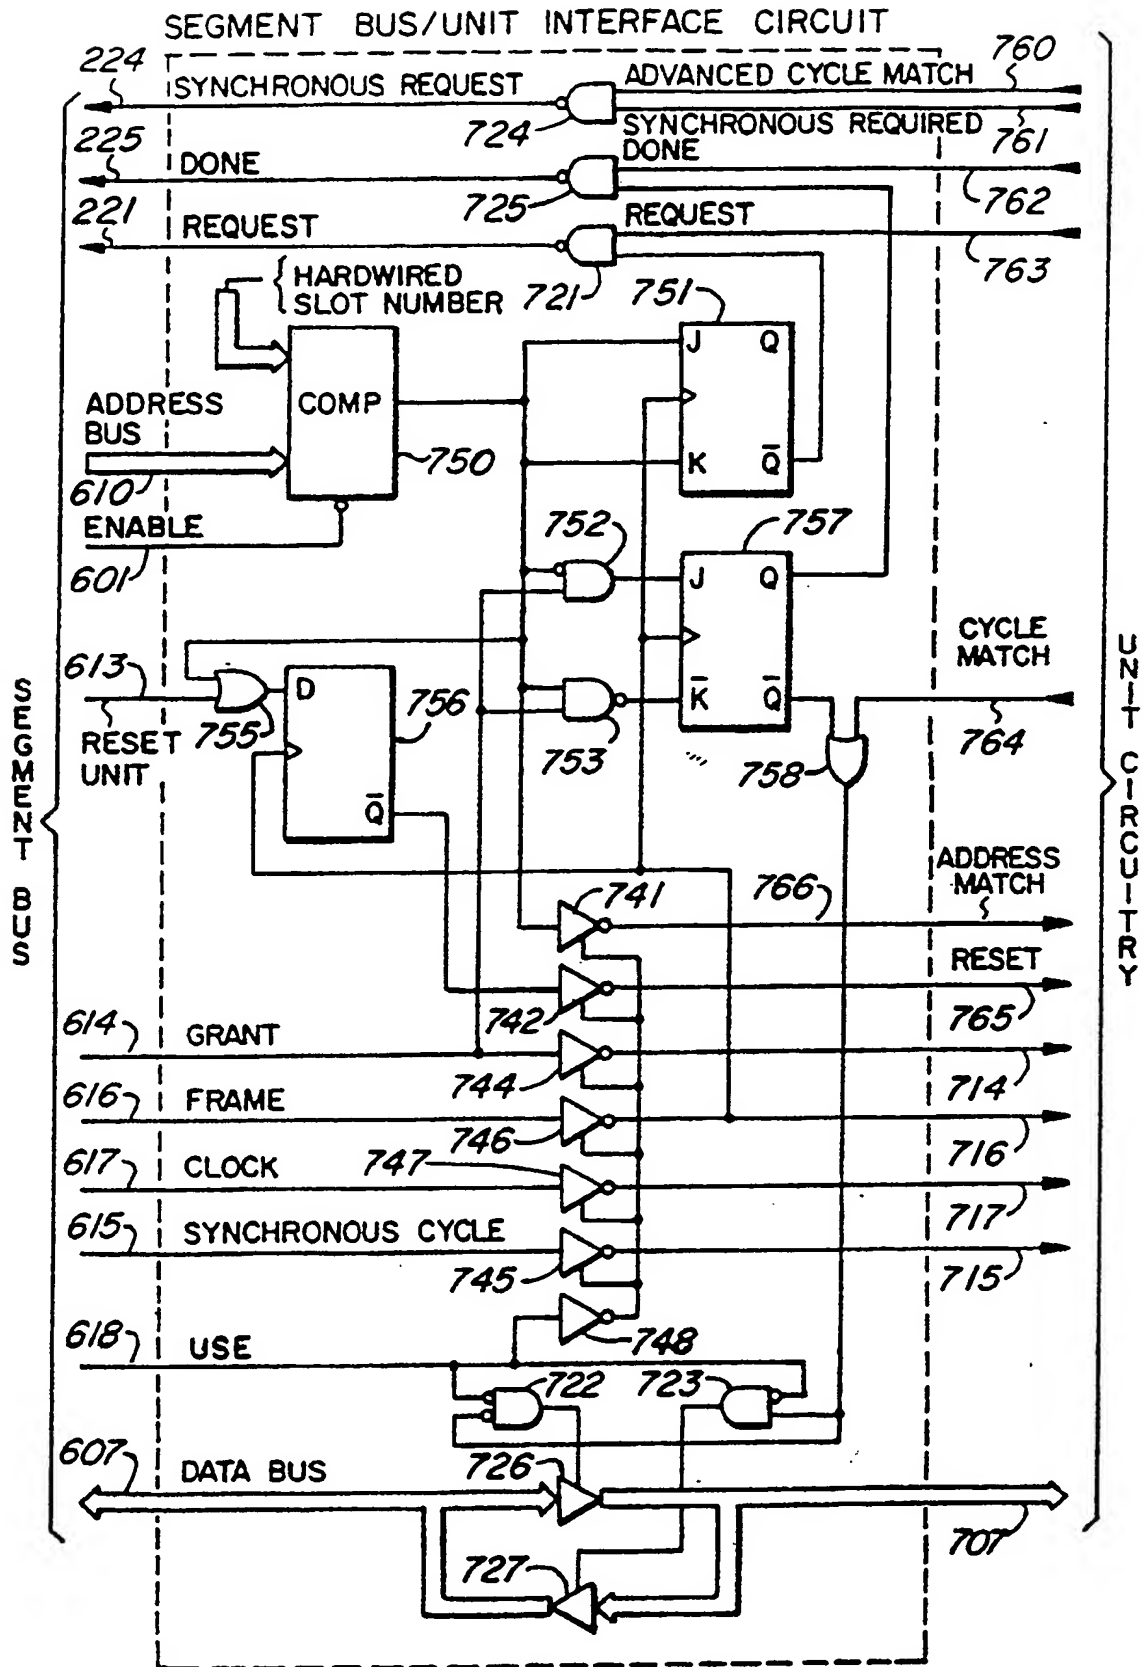 SEGMENT BUS/UNIT INTERFACE CIRCUIT
224
SYNCHRONOUS REQUEST
724
ADVANCED CYCLE MATCH
760
SYNCHRONOUS REQUIRED
761
225
DONE
725
DONE
762
221
REQUEST
721
REQUEST
763
HARDWIRED
SLOT NUMBER
751
J Q
COMP
ADDRESS
BUS
750
K Q
610
ENABLE
601
752
757
J Q
CYCLE
MATCH
613
755
D
756
K Q
764
RESET
UNIT
753
758
Q
SEGMENT BUS
UNIT CIRCUITRY
741
766
ADDRESS
MATCH
742
RESET
765
614
GRANT
744
714
616
FRAME
746
716
617
CLOCK
747
717
615
SYNCHRONOUS CYCLE
745
715
618
USE
748
722
723
607
DATA BUS
726
707
727